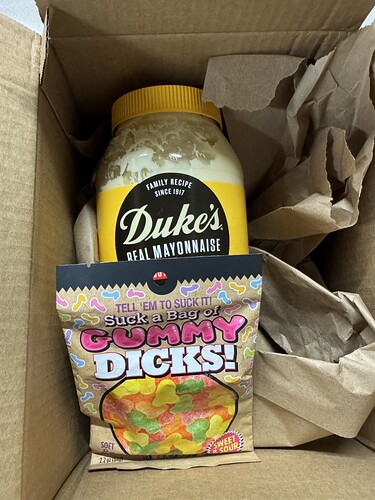 FAMILY RECIPE
SINCE 1917
Duke's
REAL MAYONNAISE
TELL 'EM TO SUCK IT!
Suck a Bag of
GUMMY
DICKS!
SOFT
SWEET
& SOUR